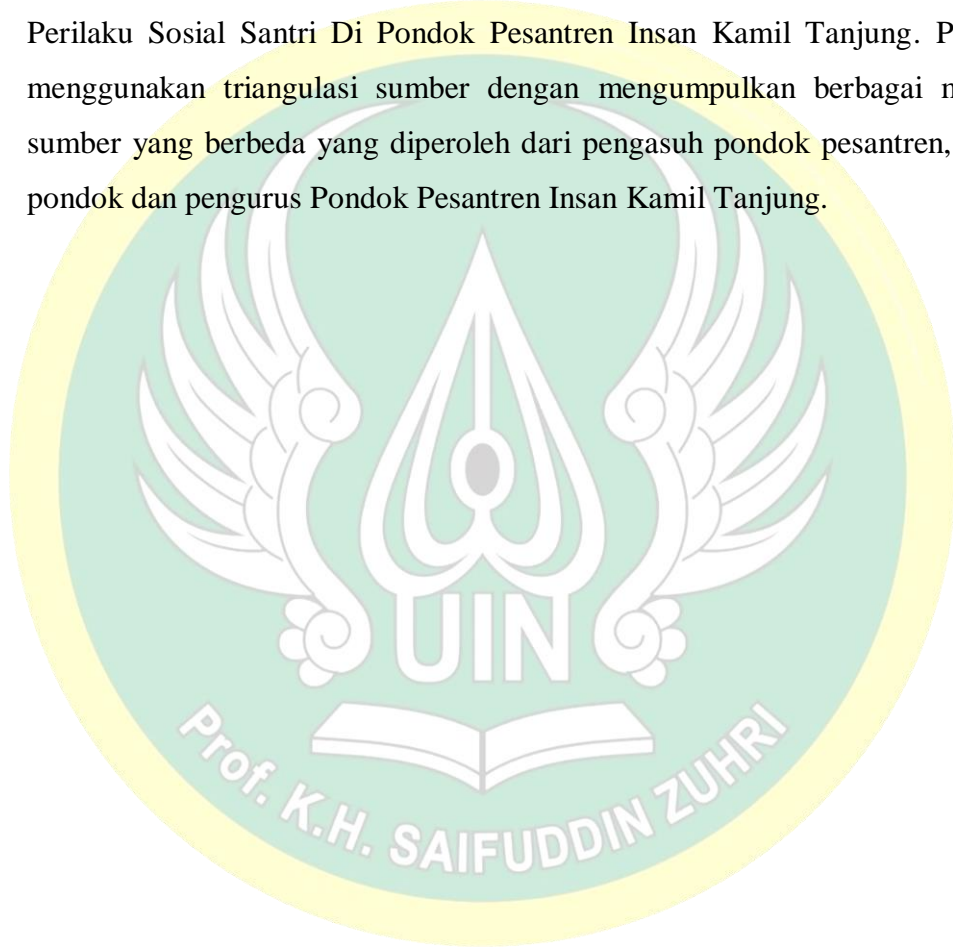 Perilaku Sosial Santri Di Pondok Pesantren Insan Kamil Tanjung.
menggunakan triangulasi sumber dengan mengumpulkan berbagai
sumber yang berbeda yang diperoleh dari pengasuh pondok pesantren,
pondok dan pengurus Pondok Pesantren Insan Kamil Tanjung.
UIN
Prof. K.H. SAIFUDDIN ZUHRI